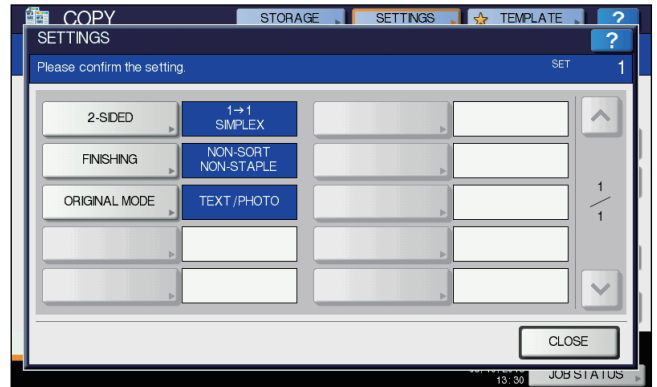 COPY
STORAGE
SETTINGS
TEMPLATE
?
SETTINGS
?
Please confirm the setting.
SET
1
2-SIDED
1→1
SIMPLEX
FINISHING
NON-SORT
NON-STAPLE
ORIGINAL MODE
TEXT/PHOTO
1
1
CLOSE
13:30
JOB STATUS